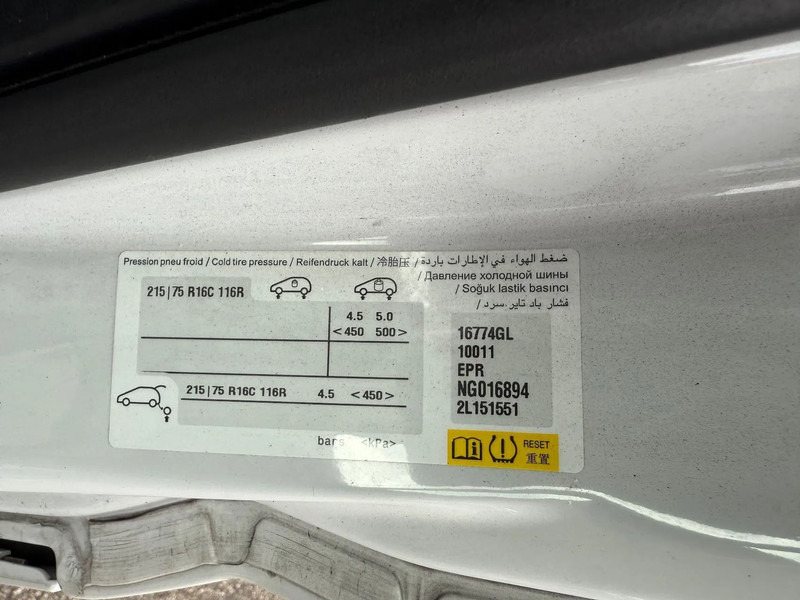 Pression pneu froid / Cold tire pressure / Reifendruck kalt / 冷胎压 / ضغط الهواء في الإطارات باردة
/ Давление холодной шины
/ Soğuk lastik basıncı
فشار باد تایر سرد /
215|75 R16C 116R
4.5 5.0
<450 500>
215|75 R16C 116R 4.5 <450>
bars <kPa>
16774GL
10011
EPR
NG016894
2L151551
RESET
重置